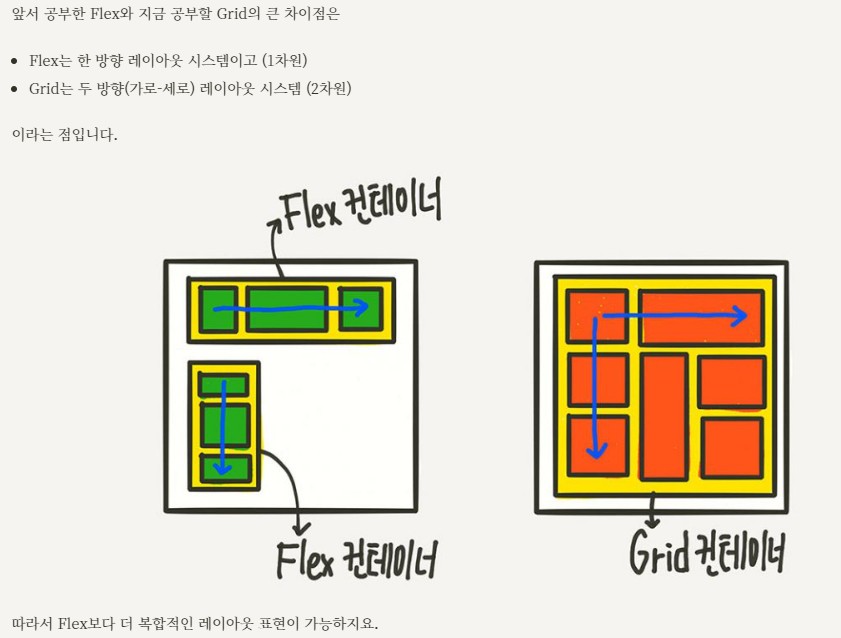 앞서 공부한 Flex와 지금 공부할 Grid의 큰 차이점은
Flex는 한 방향 레이아웃 시스템이고 (1차원)
Grid는 두 방향(가로-세로) 레이아웃 시스템 (2차원)
이라는 점입니다.
Flex 컨테이너
Flex 컨테이너
Grid 컨테이너
따라서 Flex보다 더 복합적인 레이아웃 표현이 가능하지요.